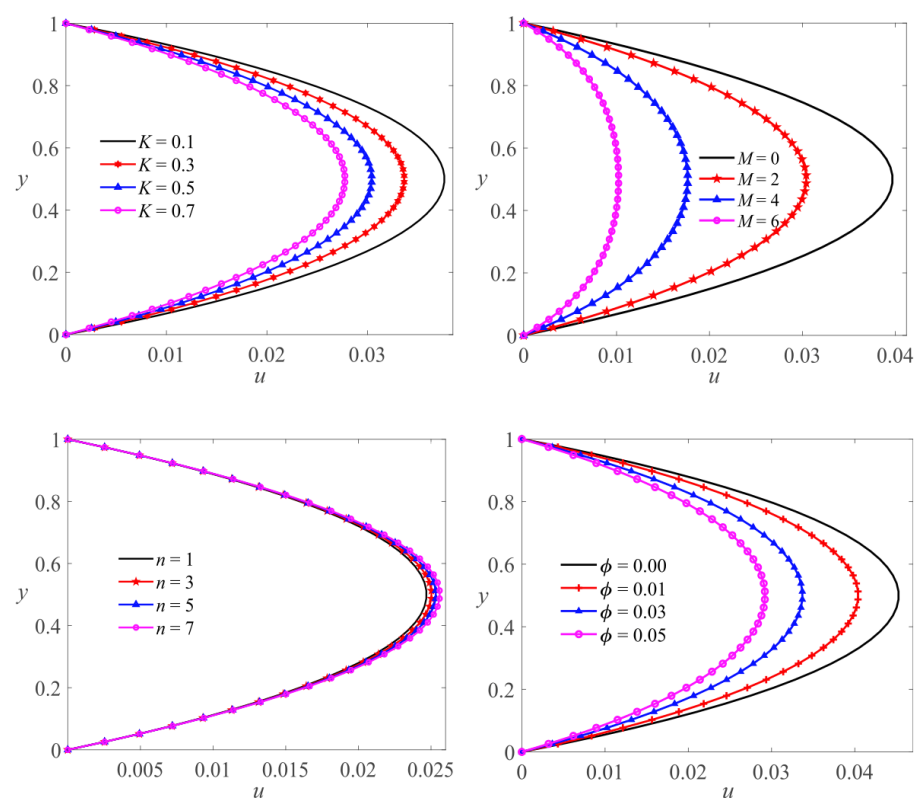 1
0.8
0.6
y
0.4
0.2
0
0
0.01
0.02
0.03
u
K = 0.1
K = 0.3
K = 0.5
K = 0.7
1
0.8
0.6
y
0.4
0.2
0
0
0.01
0.02
0.03
0.04
u
M = 0
M = 2
M = 4
M = 6
1
0.8
0.6
y
0.4
0.2
0
0.005
0.01
0.015
0.02
0.025
u
n = 1
n = 3
n = 5
n = 7
1
0.8
0.6
y
0.4
0.2
0
0
0.01
0.02
0.03
0.04
u
ϕ = 0.00
ϕ = 0.01
ϕ = 0.03
ϕ = 0.05